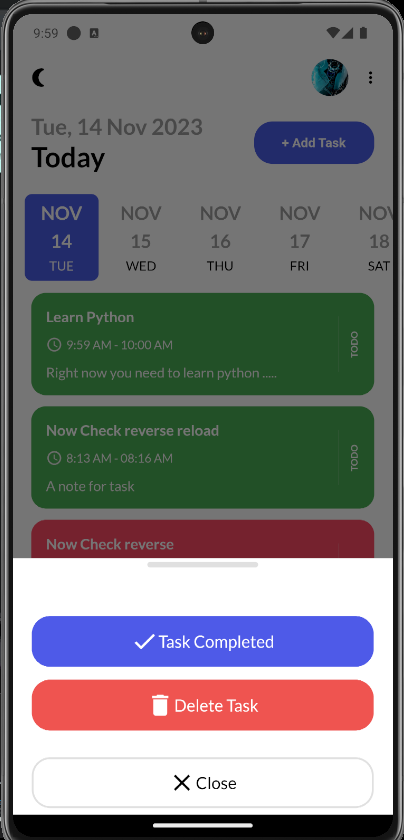 9:59 A
Tue, 14 Nov 2023
Today
+ Add Task
NOV NOV NOV NOV NOV
14 15 16 17 18
TUE WED THU FRI SAT
Learn Python
9:59 AM - 10:00 AM
Right now you need to learn python .....
TODO
Now Check reverse reload
8:13 AM - 08:16 AM
A note for task
TODO
Now Check reverse
Task Completed
Delete Task
Close